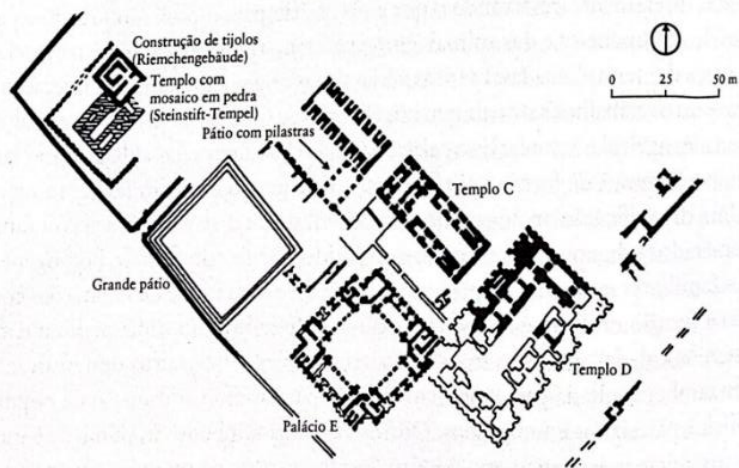 Construção de tijolos
(Riemchengebäude)
Templo com
mosaico em pedra
(Steinstift-Tempel)
Pátio com pilastras
0 25 50 m
Templo C
Grande pátio
Templo D
Palácio E